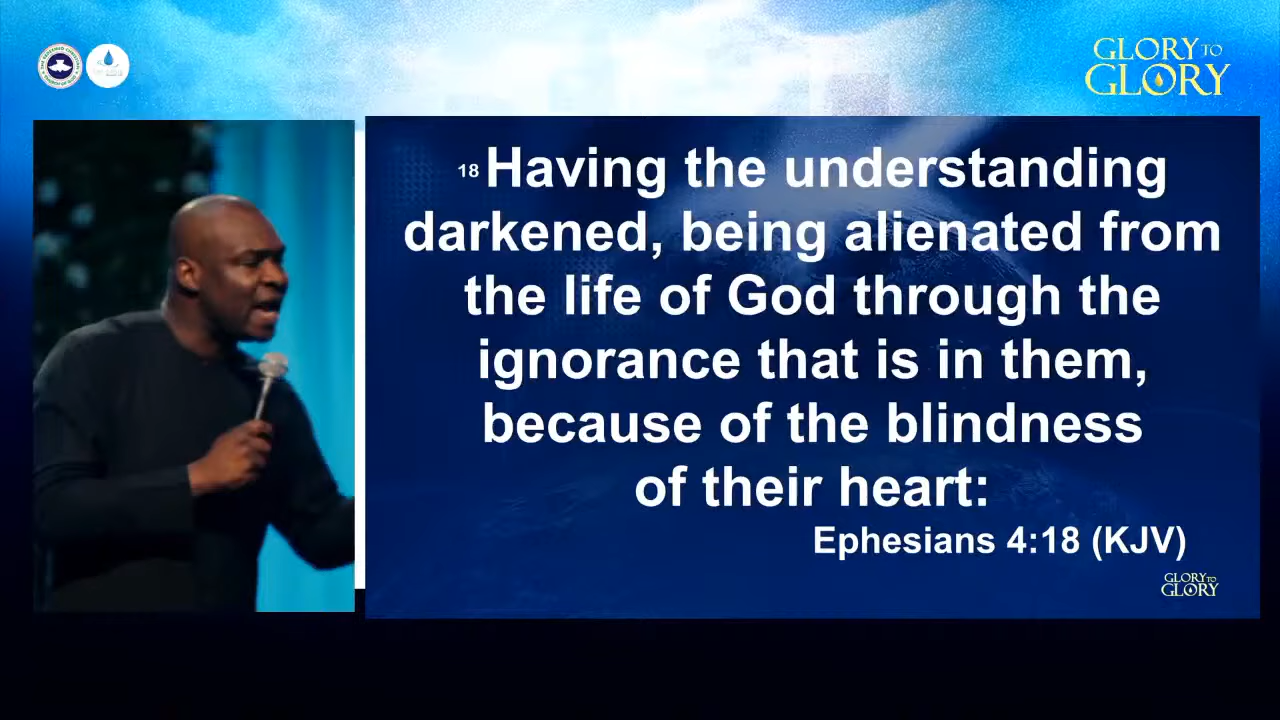 GLORY TO
GLORY
18 Having the understanding
darkened, being alienated from
the life of God through the
ignorance that is in them,
because of the blindness
of their heart:
Ephesians 4:18 (KJV)
GLORY TO
GLORY